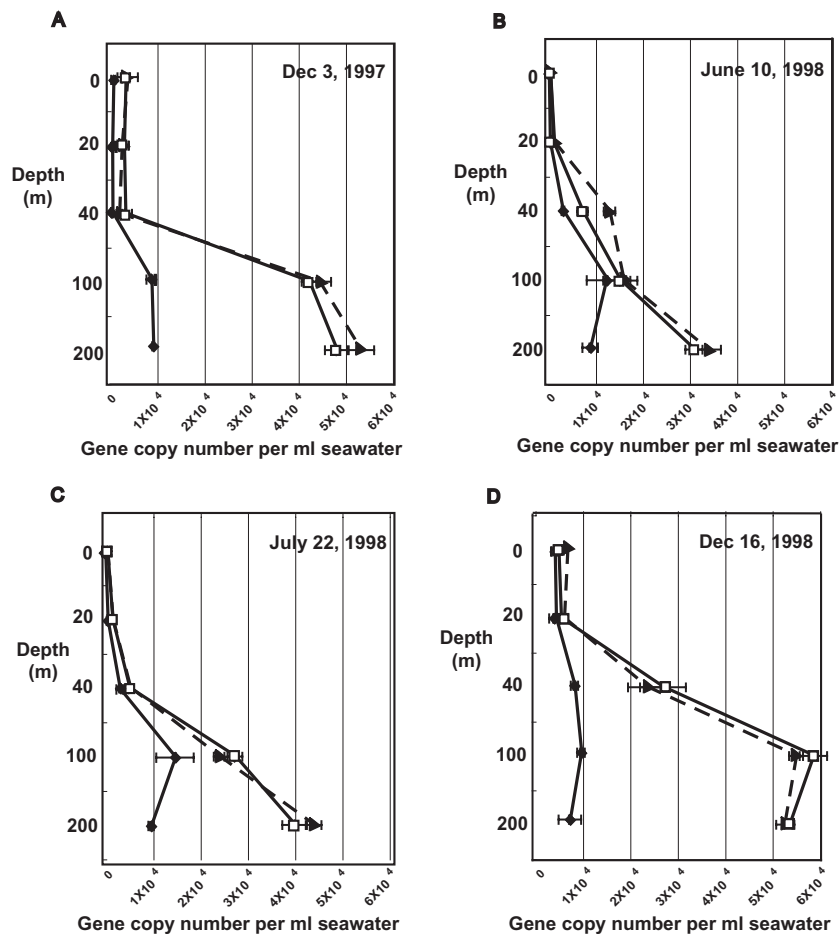 A
Dec 3, 1997
0
20
40
100
200
Depth
(m)
0
1X10 4
2X10 4
3X10 4
4X10 4
5X10 4
6X10 4
Gene copy number per ml seawater
B
June 10, 1998
0
20
40
100
200
Depth
(m)
0
1X10 4
2X10 4
3X10 4
4X10 4
5X10 4
6X10 4
Gene copy number per ml seawater
C
July 22, 1998
0
20
40
100
200
Depth
(m)
0
1X10 4
2X10 4
3X10 4
4X10 4
5X10 4
6X10 4
Gene copy number per ml seawater
D
Dec 16, 1998
0
20
40
100
200
Depth
(m)
0
1X10 4
2X10 4
3X10 4
4X10 4
5X10 4
6X10 4
Gene copy number per ml seawater